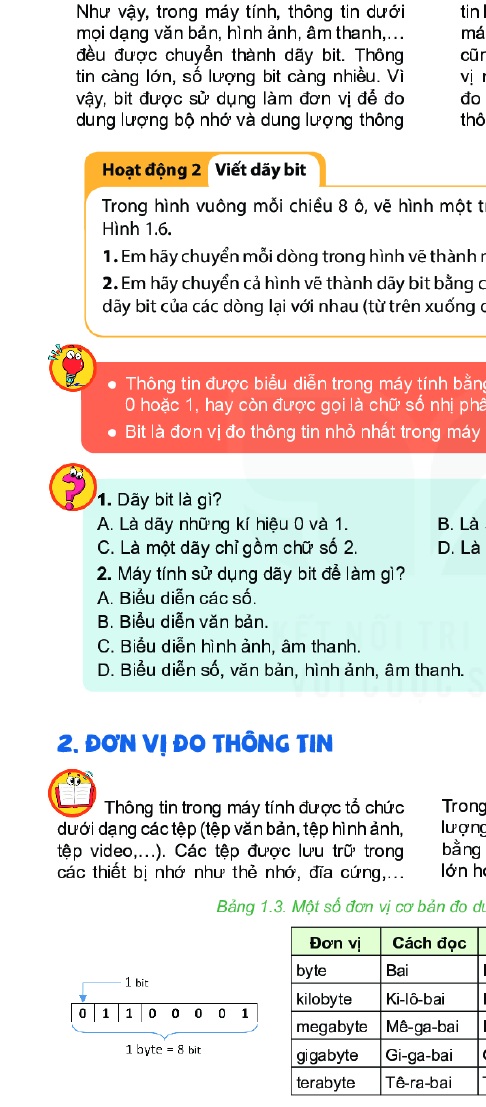 Như vậy, trong máy tính, thông tin dưới
mọi dạng văn bản, hình ảnh, âm thanh,...
đều được chuyển thành dãy bit. Thông
tin càng lớn, số lượng bit càng nhiều. Vì
vậy, bit được sử dụng làm đơn vị để đo
dung lượng bộ nhớ và dung lượng thông
tin
đo
Hoạt động 2 Viết dãy bit
Trong hình vuông mỗi chiều 8 ô, vẽ hình một
Hình 1.6.
1. Em hãy chuyển mỗi dòng trong hình vẽ thành
2. Em hãy chuyển cả hình vẽ thành dãy bit bằng
dãy bit của các dòng lại với nhau (từ trên xuống
• Thông tin được biểu diễn trong máy tính bằng
0 hoặc 1, hay còn được gọi là chữ số nhị
• Bit là đơn vị đo thông tin nhỏ nhất trong máy
1. Dãy bit là gì?
A. Là dãy những kí hiệu 0 và 1. B. Là
C. Là một dãy chỉ gồm chữ số 2. D. Là
2. Máy tính sử dụng dãy bit để làm gì?
A. Biểu diễn các số.
B. Biểu diễn văn bản.
C. Biểu diễn hình ảnh, âm thanh.
D. Biểu diễn số, văn bản, hình ảnh, âm thanh.
KẾT NỐI TRI
2. ĐƠN VỊ ĐO THÔNG TIN
Thông tin trong máy tính được tổ chức
dưới dạng các tệp (tệp văn bản, tệp hình ảnh,
tệp video,...). Các tệp được lưu trữ trong
các thiết bị nhớ như thẻ nhớ, đĩa cứng,...
Trong
lượng
bằng
lớn
Bảng 1.3. Một số đơn vị cơ bản đo
1 bit
0 1 1 0 0 0 0 1
1 byte = 8 bit
Đơn vị Cách đọc
byte Bai
kilobyte Ki-lô-bai
megabyte Mê-ga-bai
gigabyte Gi-ga-bai
terabyte Tê-ra-bai